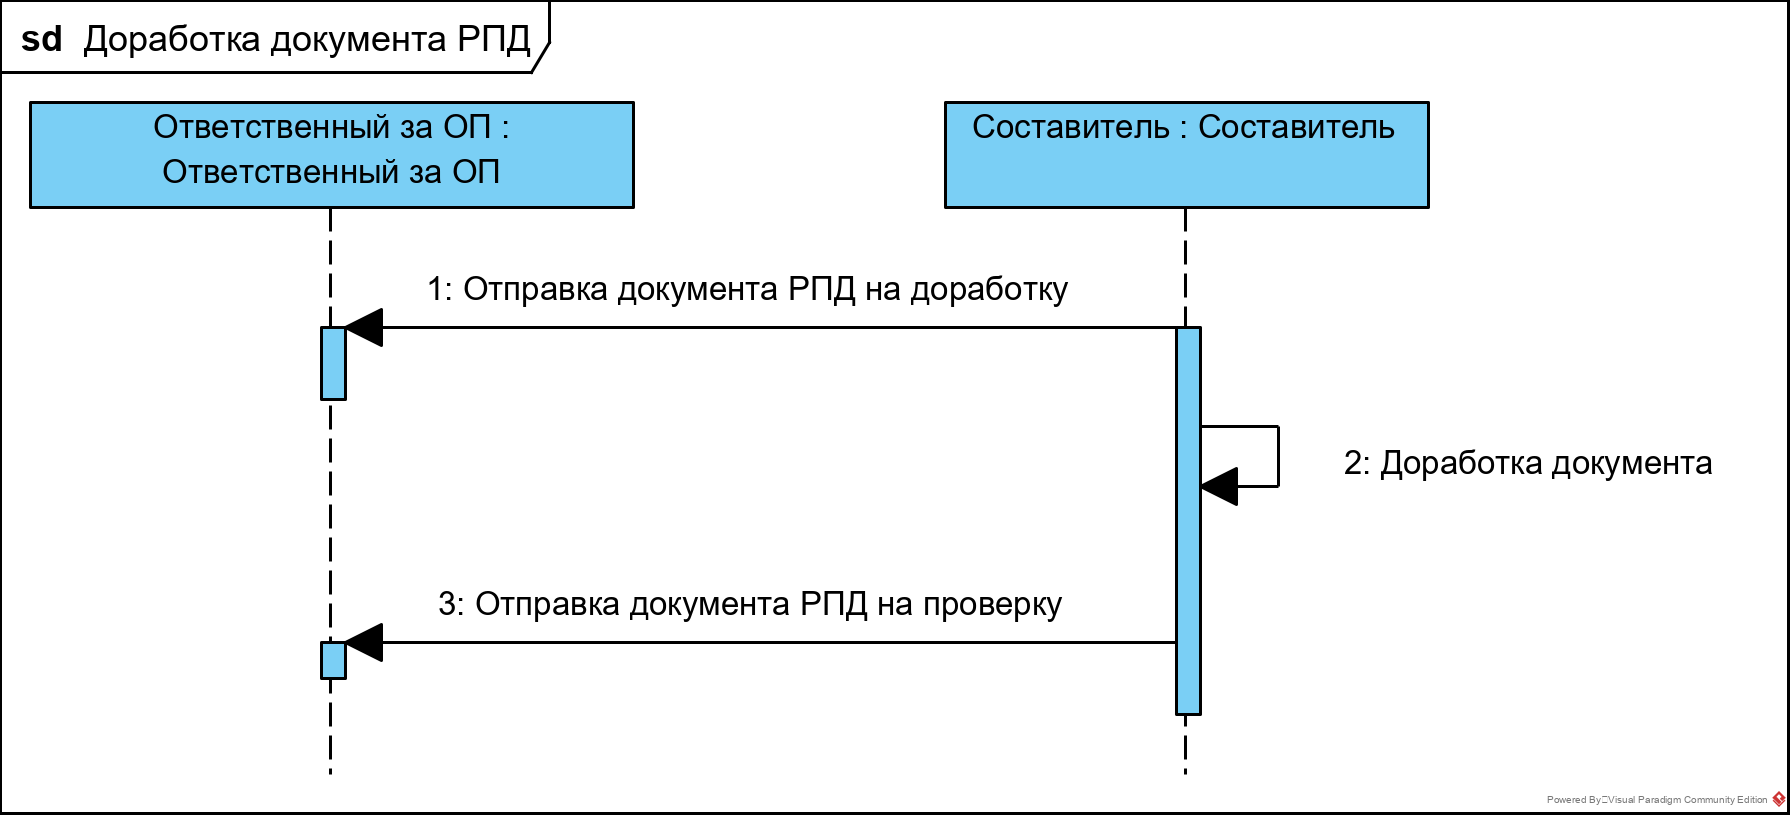 sd Доработка документа РПД
Ответственный за ОП :
Ответственный за ОП
Составитель : Составитель
1: Отправка документа РПД на доработку
2: Доработка документа
3: Отправка документа РПД на проверку
Powered By Visual Paradigm Community Edition